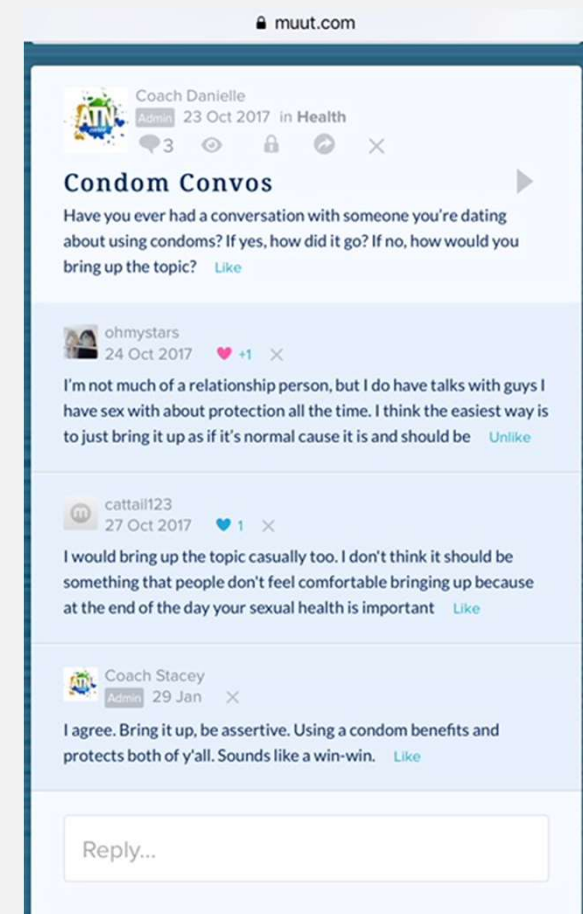 muut.com
Coach Danielle
Admin 23 Oct 2017 in Health
3
Condom Convos
Have you ever had a conversation with someone you're dating
about using condoms? If yes, how did it go? If no, how would you
bring up the topic? Like
ohmystars
24 Oct 2017 +1
I'm not much of a relationship person, but I do have talks with guys I
have sex with about protection all the time. I think the easiest way is
to just bring it up as if it's normal cause it is and should be Unlike
cattail123
27 Oct 2017 1
I would bring up the topic casually too. I don't think it should be
something that people don't feel comfortable bringing up because
at the end of the day your sexual health is important Like
Coach Stacey
Admin 29 Jan
I agree. Bring it up, be assertive. Using a condom benefits and
protects both of y'all. Sounds like a win-win. Like
Reply...